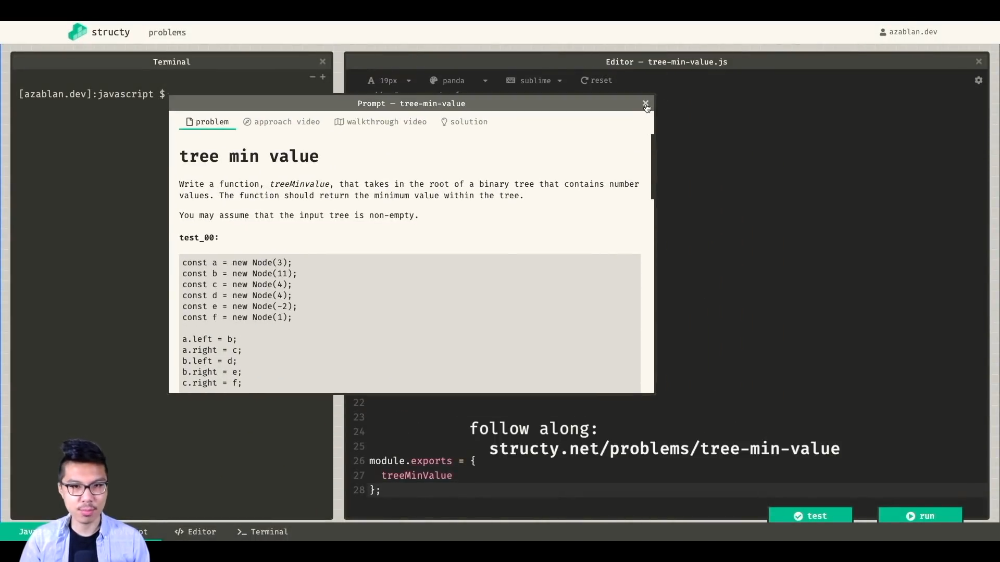 structy
problems
azablan.dev
Terminal
[azablan.dev]:javascript $
Editor — tree-min-value.js
19px
panda
sublime
reset
Prompt — tree-min-value
problem
approach video
walkthrough video
solution
tree min value
Write a function, treeMinvalue, that takes in the root of a binary tree that contains number
values. The function should return the minimum value within the tree.
You may assume that the input tree is non-empty.
test_00:
const a = new Node(3);
const b = new Node(11);
const c = new Node(4);
const d = new Node(4);
const e = new Node(-2);
const f = new Node(1);
a.left = b;
a.right = c;
b.left = d;
b.right = e;
c.right = f;
22
23
24
25
26 module.exports = {
27 treeMinValue
28 };
follow along:
structy.net/problems/tree-min-value
test
run
Editor
Terminal